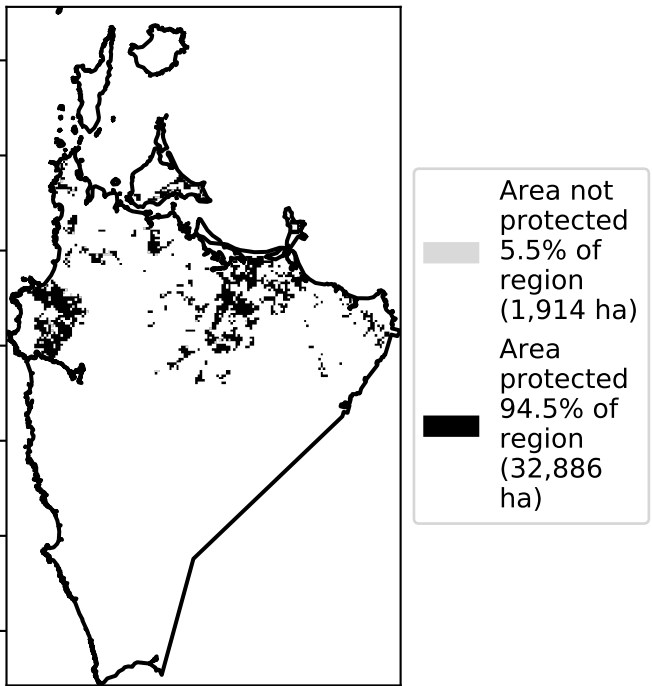 Area not
protected
5.5% of
region
(1,914 ha)
Area
protected
94.5% of
region
(32,886
ha)